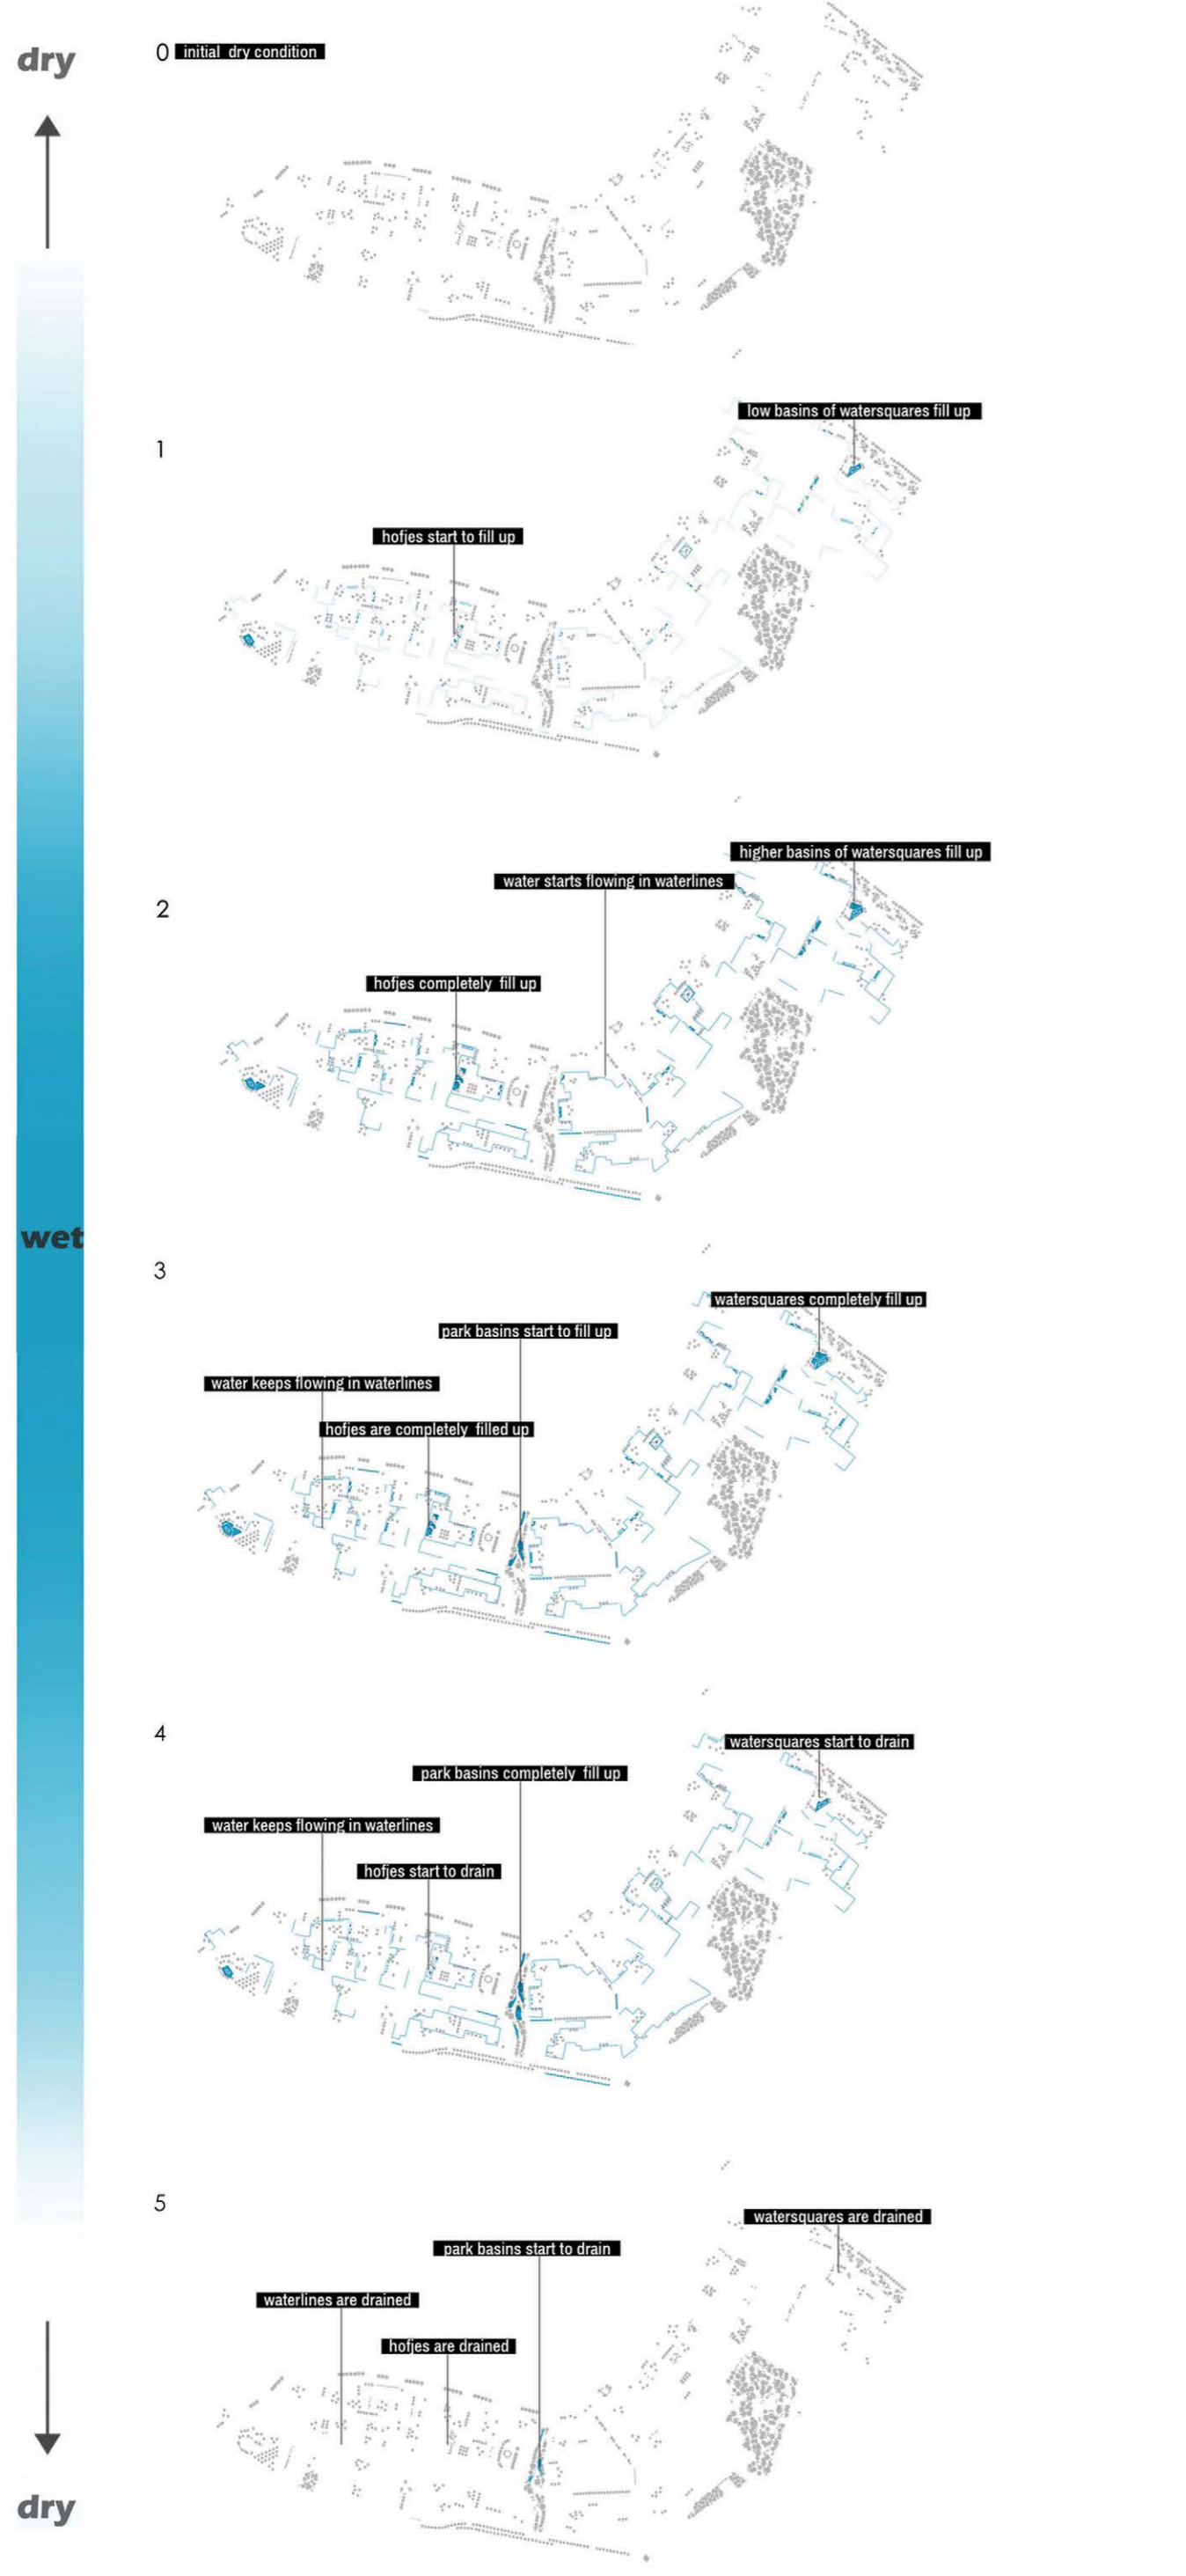 dry
0 initial dry condition
1
low basins of watersquares fill up
hofjes start to fill up
2
higher basins of watersquares fill up
water starts flowing in waterlines
hofjes completely fill up
wet
3
watersquares completely fill up
park basins start to fill up
water keeps flowing in waterlines
hofjes are completely filled up
4
watersquares start to drain
park basins completely fill up
water keeps flowing in waterlines
hofjes start to drain
5
watersquares are drained
park basins start to drain
waterlines are drained
hofjes are drained
dry